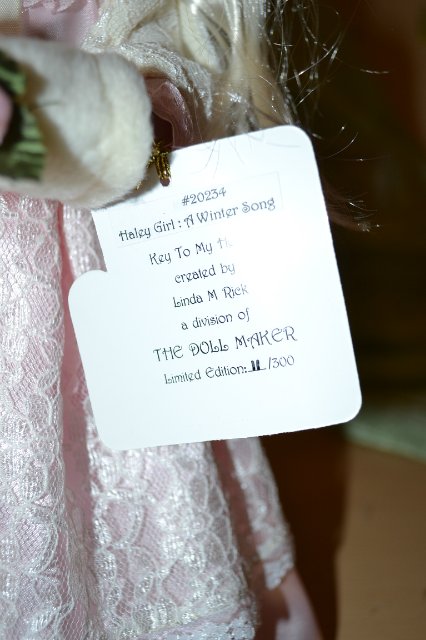 #20234
Haley Girl : A Winter Song
Key To My
created by
Linda M Rick
a division of
THE DOLL MAKER
Limited Edition: /300